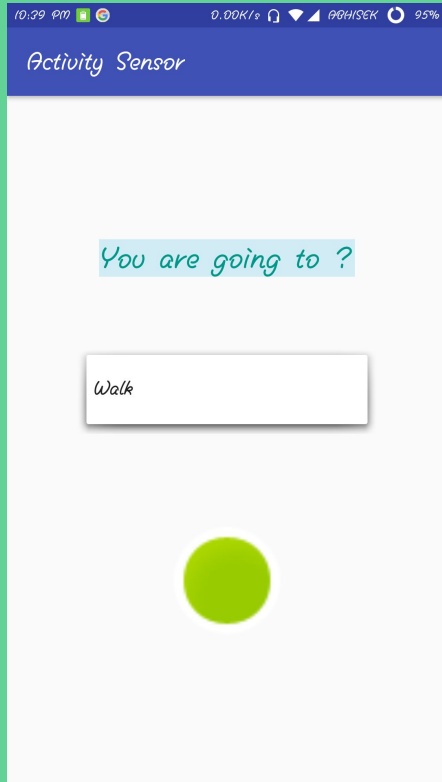 10:39 PM 0.00K/s ABHISEK 95%
Activity Sensor
You are going to ?
Walk